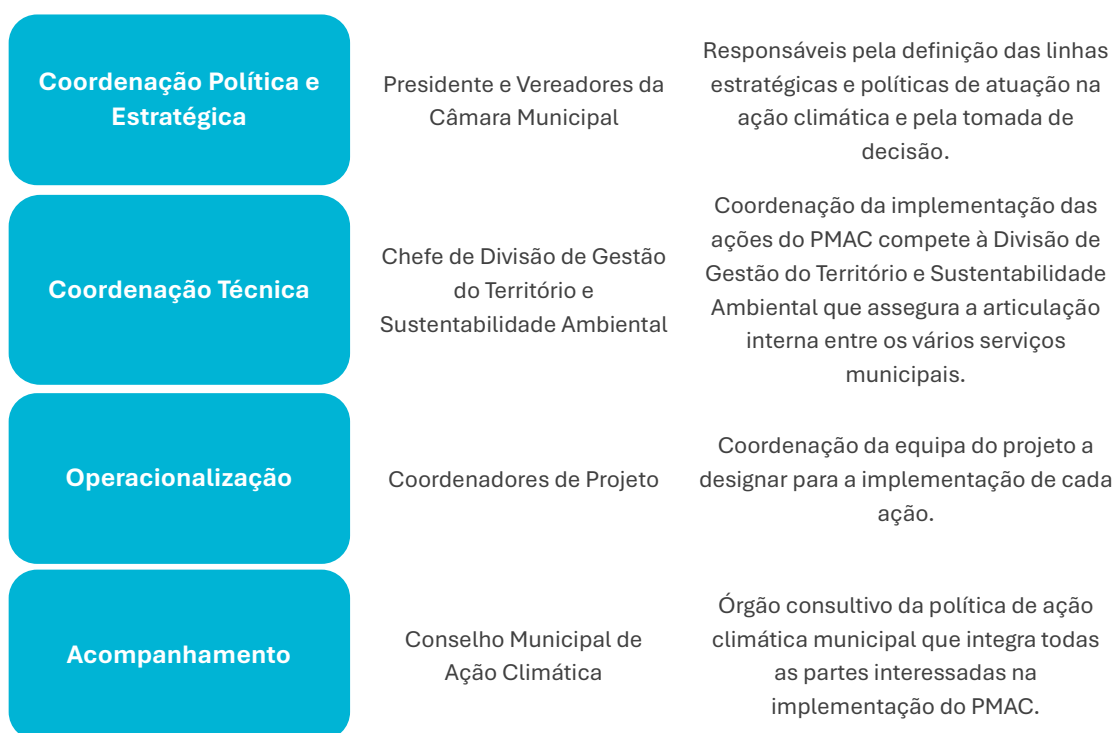 Coordenação Política e
Estratégica
Presidente e Vereadores da
Câmara Municipal
Responsáveis pela definição das linhas
estratégicas e políticas de atuação na
ação climática e pela tomada de
decisão.
Coordenação Técnica
Chefe de Divisão de Gestão
do Território e
Sustentabilidade Ambiental
Coordenação da implementação das
ações do PMAC compete à Divisão de
Gestão do Território e Sustentabilidade
Ambiental que assegura a articulação
interna entre os vários serviços
municipais.
Operacionalização
Coordenadores de Projeto
Coordenação da equipa do projeto a
designar para a implementação de cada
ação.
Acompanhamento
Conselho Municipal de
Ação Climática
Órgão consultivo da política de ação
climática municipal que integra todas
as partes interessadas na
implementação do PMAC.